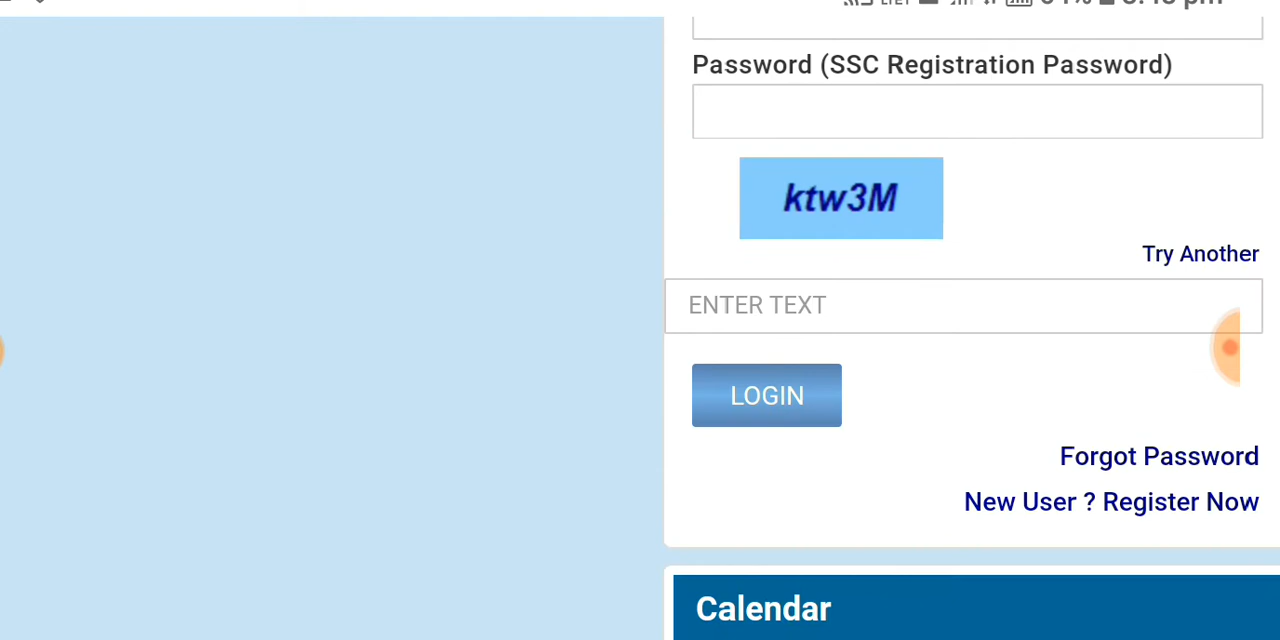 Password (SSC Registration Password)
ktw3M
Try Another
ENTER TEXT
LOGIN
Forgot Password
New User ? Register Now
Calendar